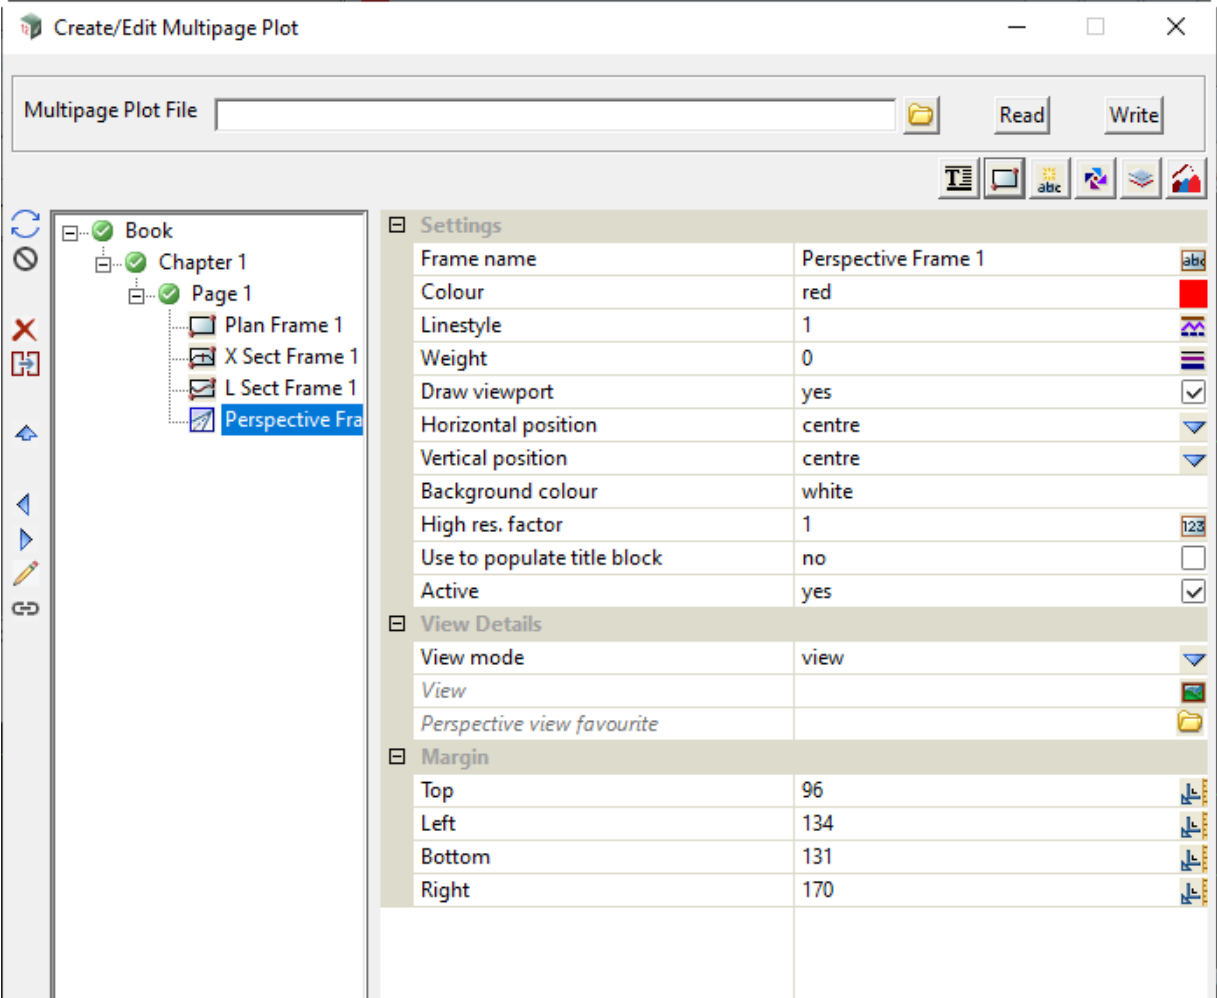 Create/Edit Multipage Plot
Multipage Plot File
Read
Write
T
abc
Book
Chapter 1
Page 1
Plan Frame 1
X Sect Frame 1
L Sect Frame 1
Perspective Fra
Settings
Frame name Perspective Frame 1 abc
Colour red
Linestyle 1
Weight 0
Draw viewport yes
Horizontal position centre
Vertical position centre
Background colour white
High res. factor 1 123
Use to populate title block no
Active yes
View Details
View mode view
View
Perspective view favourite
Margin
Top 96
Left 134
Bottom 131
Right 170